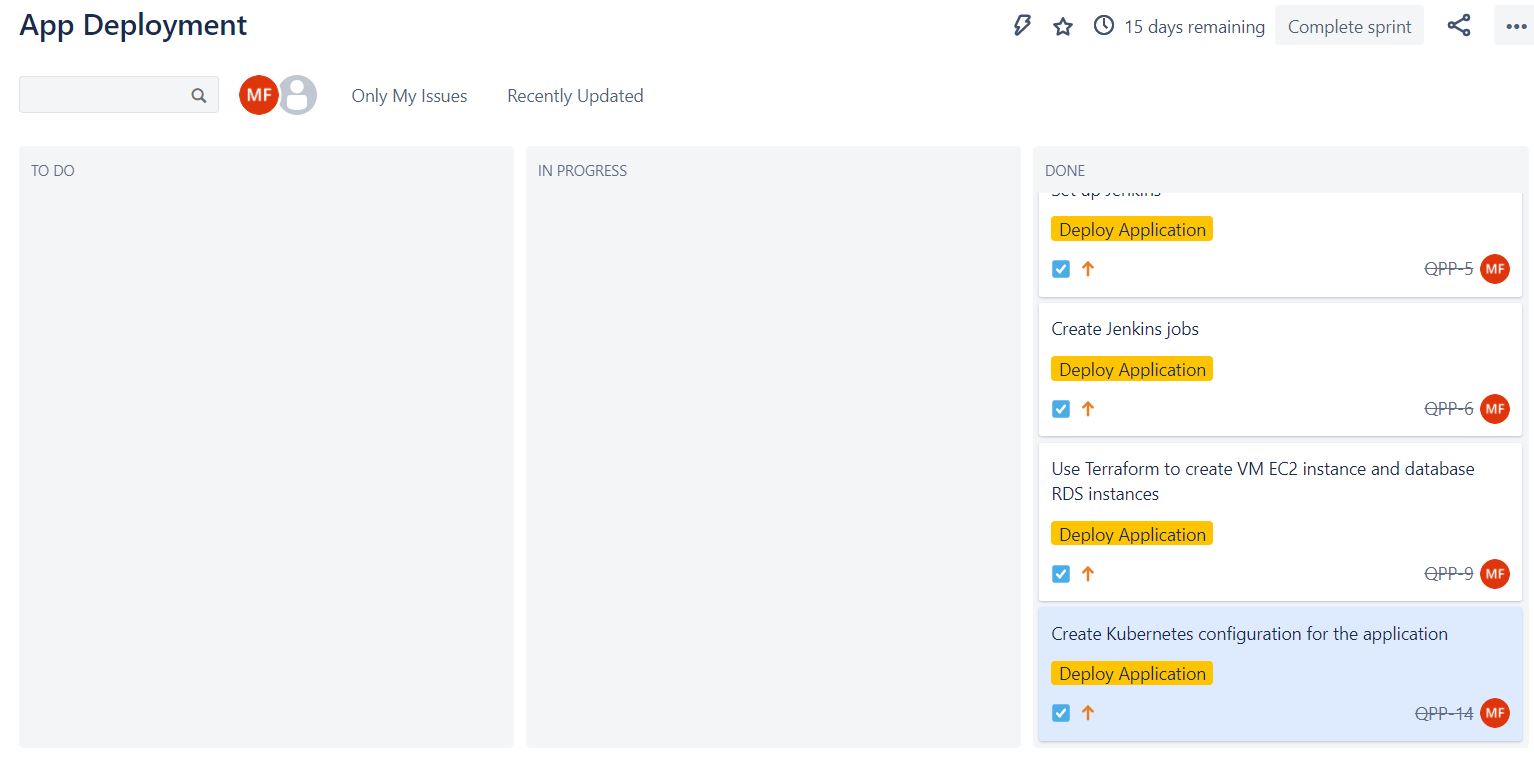 App Deployment
15 days remaining
Complete sprint
MF
Only My Issues
Recently Updated
TO DO
IN PROGRESS
DONE
Set up Jenkins
Deploy Application
QPP-5
MF
Create Jenkins jobs
Deploy Application
QPP-6
MF
Use Terraform to create VM EC2 instance and database
RDS instances
Deploy Application
QPP-9
MF
Create Kubernetes configuration for the application
Deploy Application
QPP-14
MF